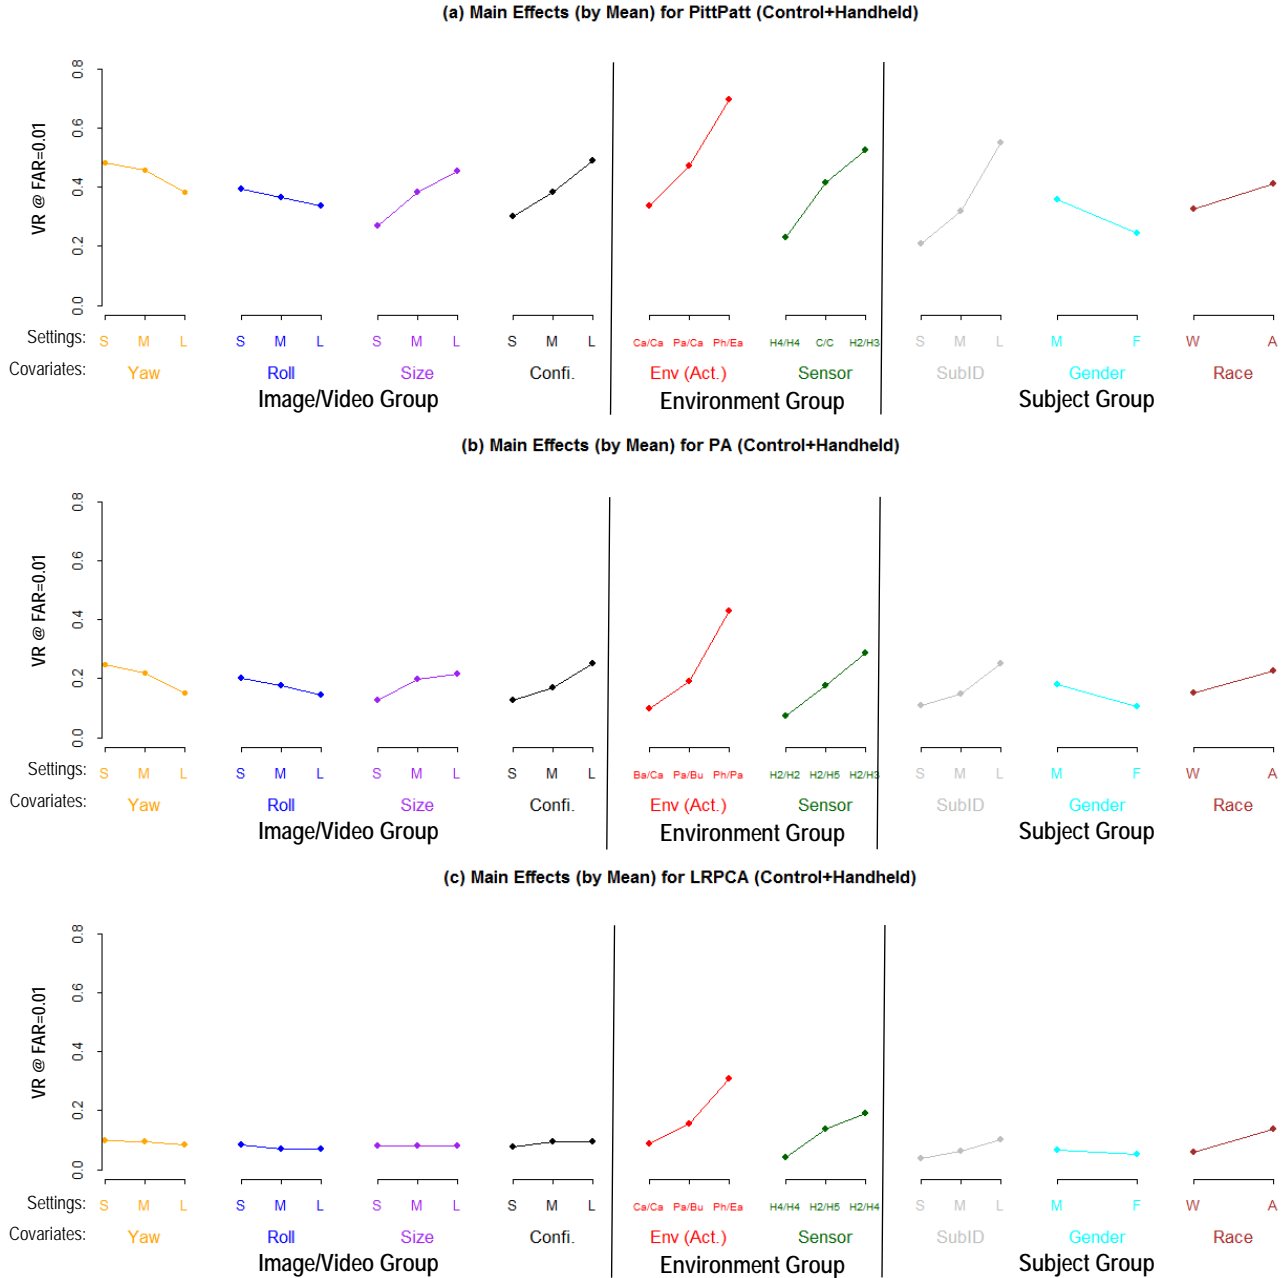 (a) Main Effects (by Mean) for PittPatt (Control+Handheld)
VR @ FAR=0.01
0.0 0.2 0.4 0.6 0.8
Settings: S M L S M L S M L S M L Ca/Ca Pa/Ca Ph/Ea H4/H4 C/C H2/H3 S M L M F W A
Covariates: Yaw Roll Size Confi. Env (Act.) Sensor SubID Gender Race
Image/Video Group Environment Group Subject Group
(b) Main Effects (by Mean) for PA (Control+Handheld)
VR @ FAR=0.01
0.0 0.2 0.4 0.6 0.8
Settings: S M L S M L S M L S M L Ba/Ca Pa/Bu Ph/Pa H2/H2 H2/H5 H2/H3 S M L M F W A
Covariates: Yaw Roll Size Confi. Env (Act.) Sensor SubID Gender Race
Image/Video Group Environment Group Subject Group
(c) Main Effects (by Mean) for LRPCA (Control+Handheld)
VR @ FAR=0.01
0.0 0.2 0.4 0.6 0.8
Settings: S M L S M L S M L S M L Ca/Ca Pa/Bu Ph/Ea H4/H4 H2/H5 H2/H4 S M L M F W A
Covariates: Yaw Roll Size Confi. Env (Act.) Sensor SubID Gender Race
Image/Video Group Environment Group Subject Group